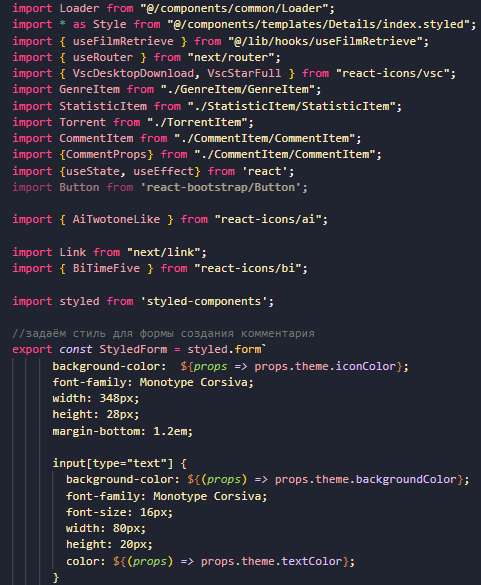 import Loader from "@/components/common/Loader";
import * as Style from "@/components/templates/Details/index.styled";
import { useFilmRetrieve } from "@/lib/hooks/useFilmRetrieve";
import { useRouter } from "next/router";
import { VscDesktopDownload, VscStarFull } from "react-icons/vsc";
import GenreItem from "./GenreItem/GenreItem";
import StatisticItem from "./StatisticItem/StatisticItem";
import Torrent from "./TorrentItem";
import CommentItem from "./CommentItem/CommentItem";
import {CommentProps} from "./CommentItem/CommentItem";
import {useState, useEffect} from 'react';
import Button from 'react-bootstrap/Button';

import { AiTwotoneLike } from "react-icons/ai";

import Link from "next/link";
import { BiTimeFive } from "react-icons/bi";

import styled from 'styled-components';

//задаём стиль для формы создания комментария
export const StyledForm = styled.form`
     background-color:  ${props => props.theme.iconColor};
     font-family: Monotype Corsiva;
     width: 348px;
     height: 28px;
     margin-bottom: 1.2em;

     input[type="text"] {
       background-color: ${(props) => props.theme.backgroundColor};
       font-family: Monotype Corsiva;
       font-size: 16px;
       width: 80px;
       height: 20px;
       color: ${(props) => props.theme.textColor};
     }